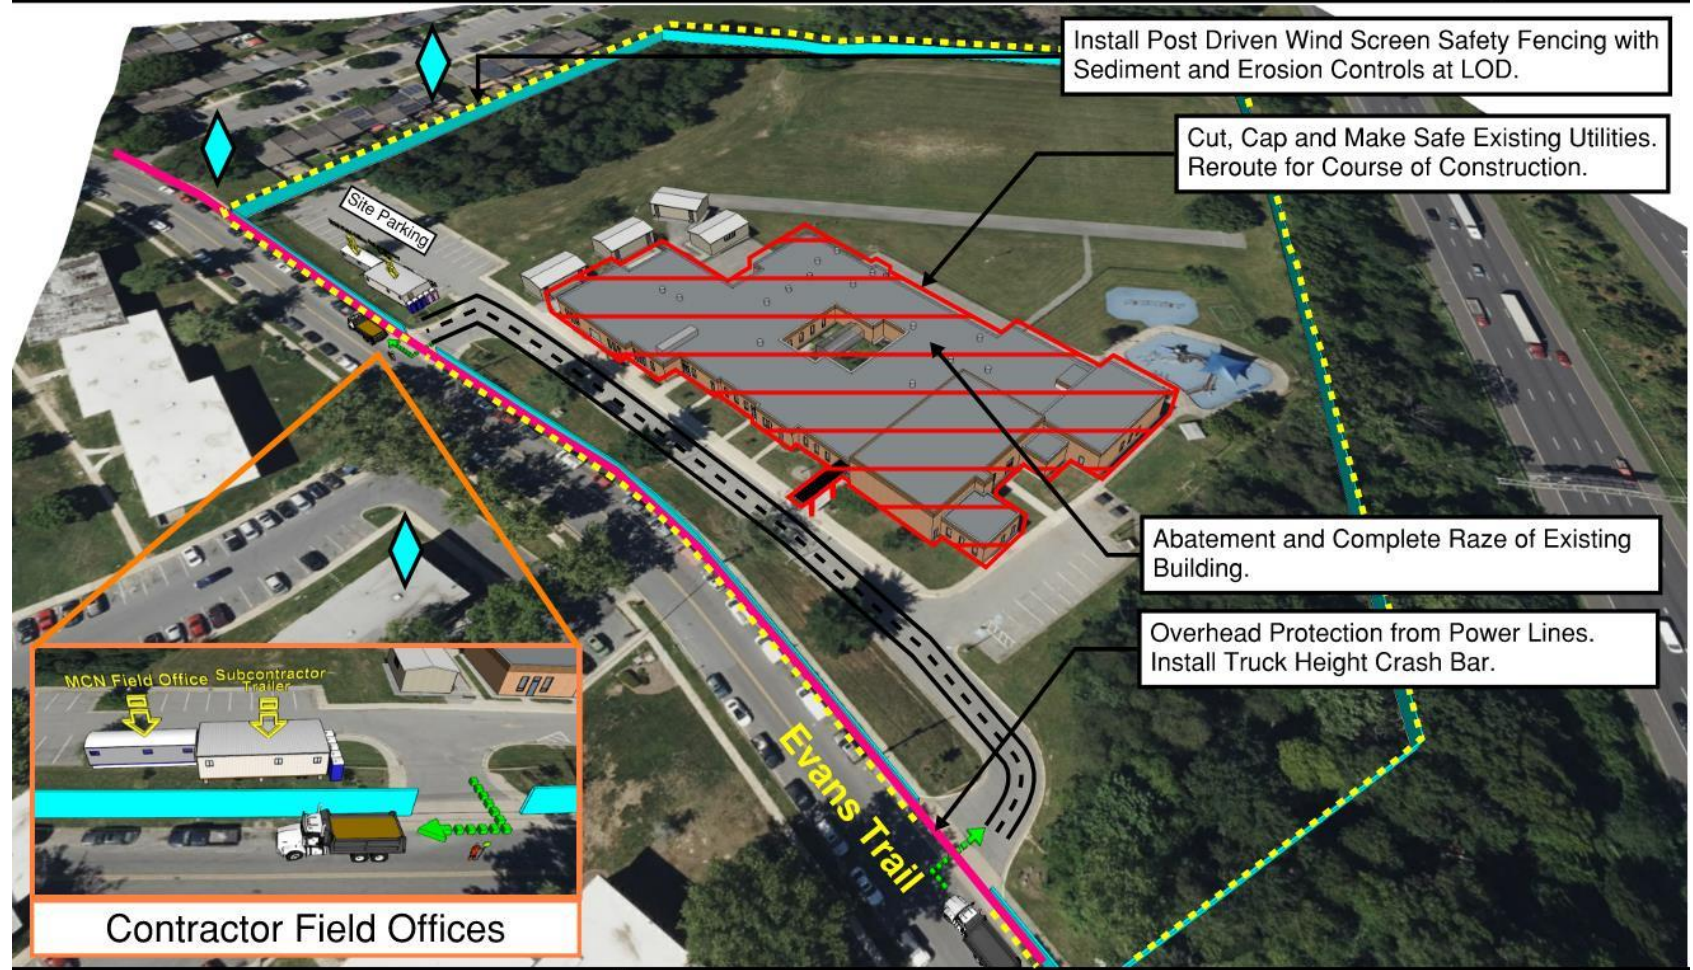 Install Post Driven Wind Screen Safety Fencing with
Sediment and Erosion Controls at LOD.
Cut, Cap and Make Safe Existing Utilities.
Reroute for Course of Construction.
Site Parking
Abatement and Complete Raze of Existing
Building.
Overhead Protection from Power Lines.
Install Truck Height Crash Bar.
Evans Trail
MCN Field Office
Subcontractor
Trailer
Contractor Field Offices